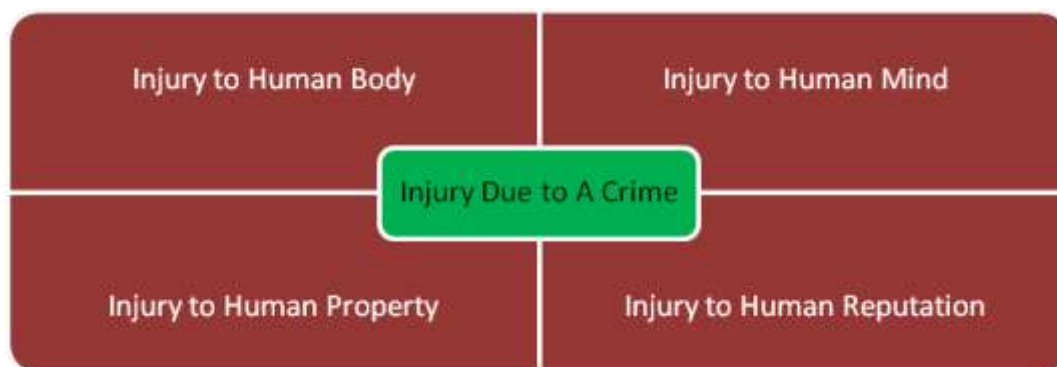 Injury to Human Body
Injury to Human Mind
Injury Due to A Crime
Injury to Human Property
Injury to Human Reputation